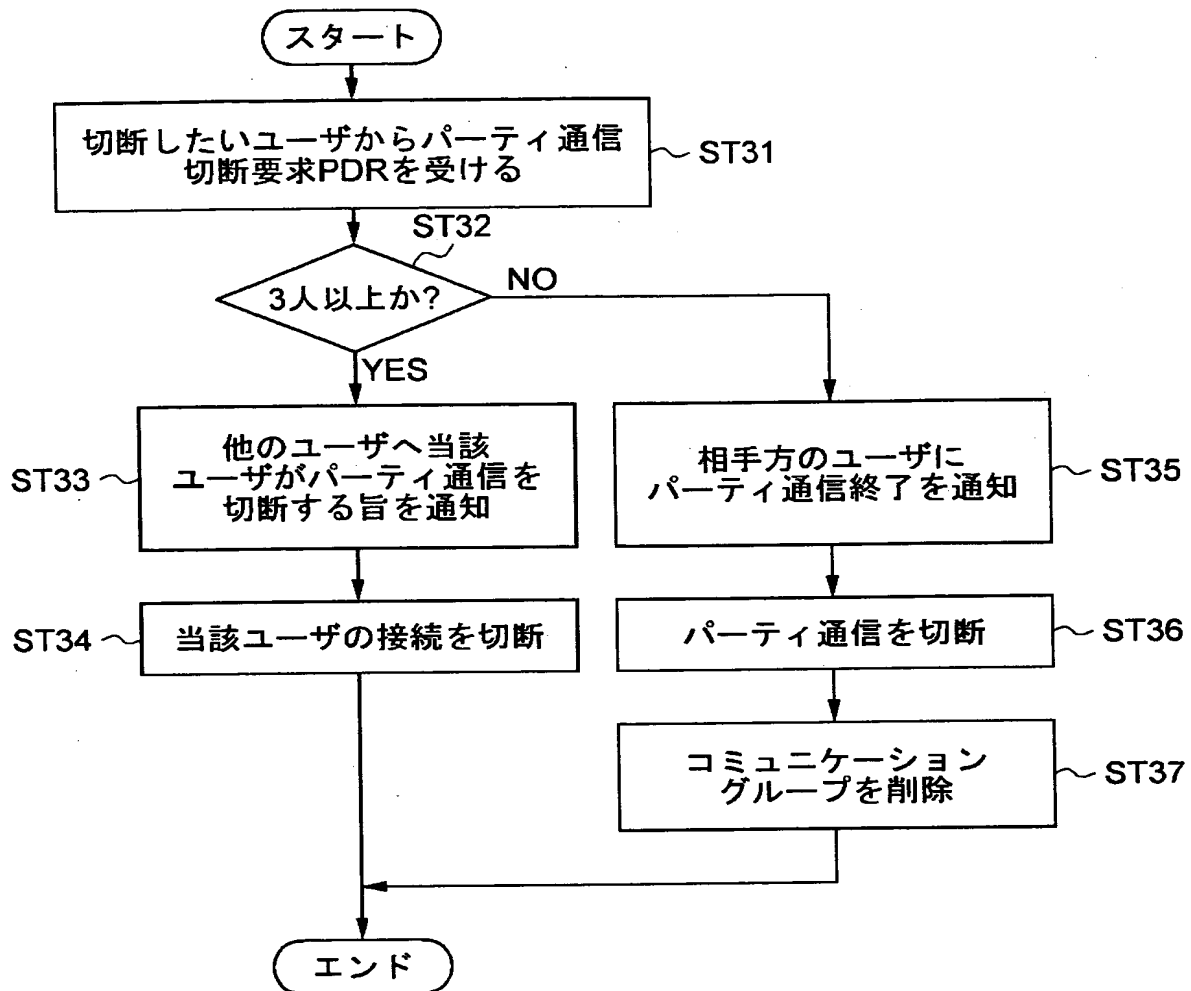 スタート
切断したいユーザからパーティ通信
切断要求PDRを受ける
ST31
ST32
3人以上か?
NO
YES
他のユーザへ当該
ユーザがパーティ通信を
切断する旨を通知
ST33
相手方のユーザに
パーティ通信終了を通知
ST35
当該ユーザの接続を切断
ST34
パーティ通信を切断
ST36
コミュニケーション
グループを削除
ST37
エンド